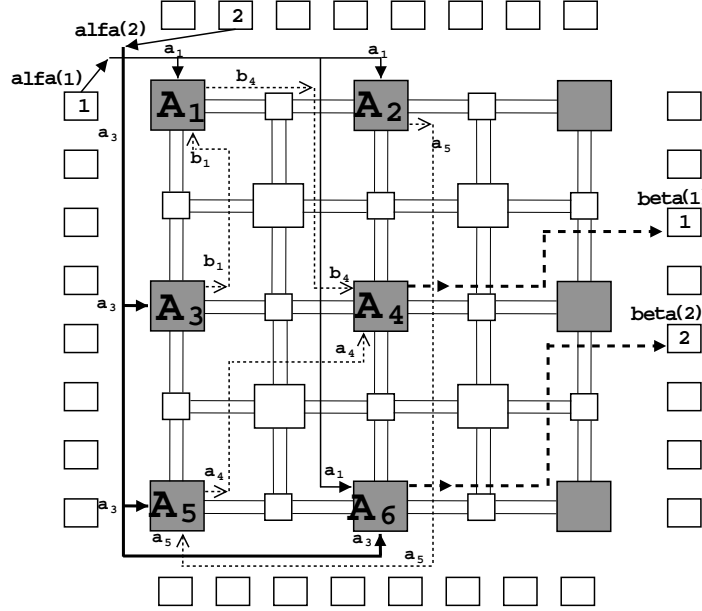 2
alfa(2)
a₁ a₁
alfa(1)
b₄
1
A₁ A₂
a₃
a₅
b₁
beta(1
1
b₁ b₄
a₃
A₃ A₄
beta(2)
2
a₄
a₄ a₁
a₃
A₅ A₆
a₅ a₃
a₅